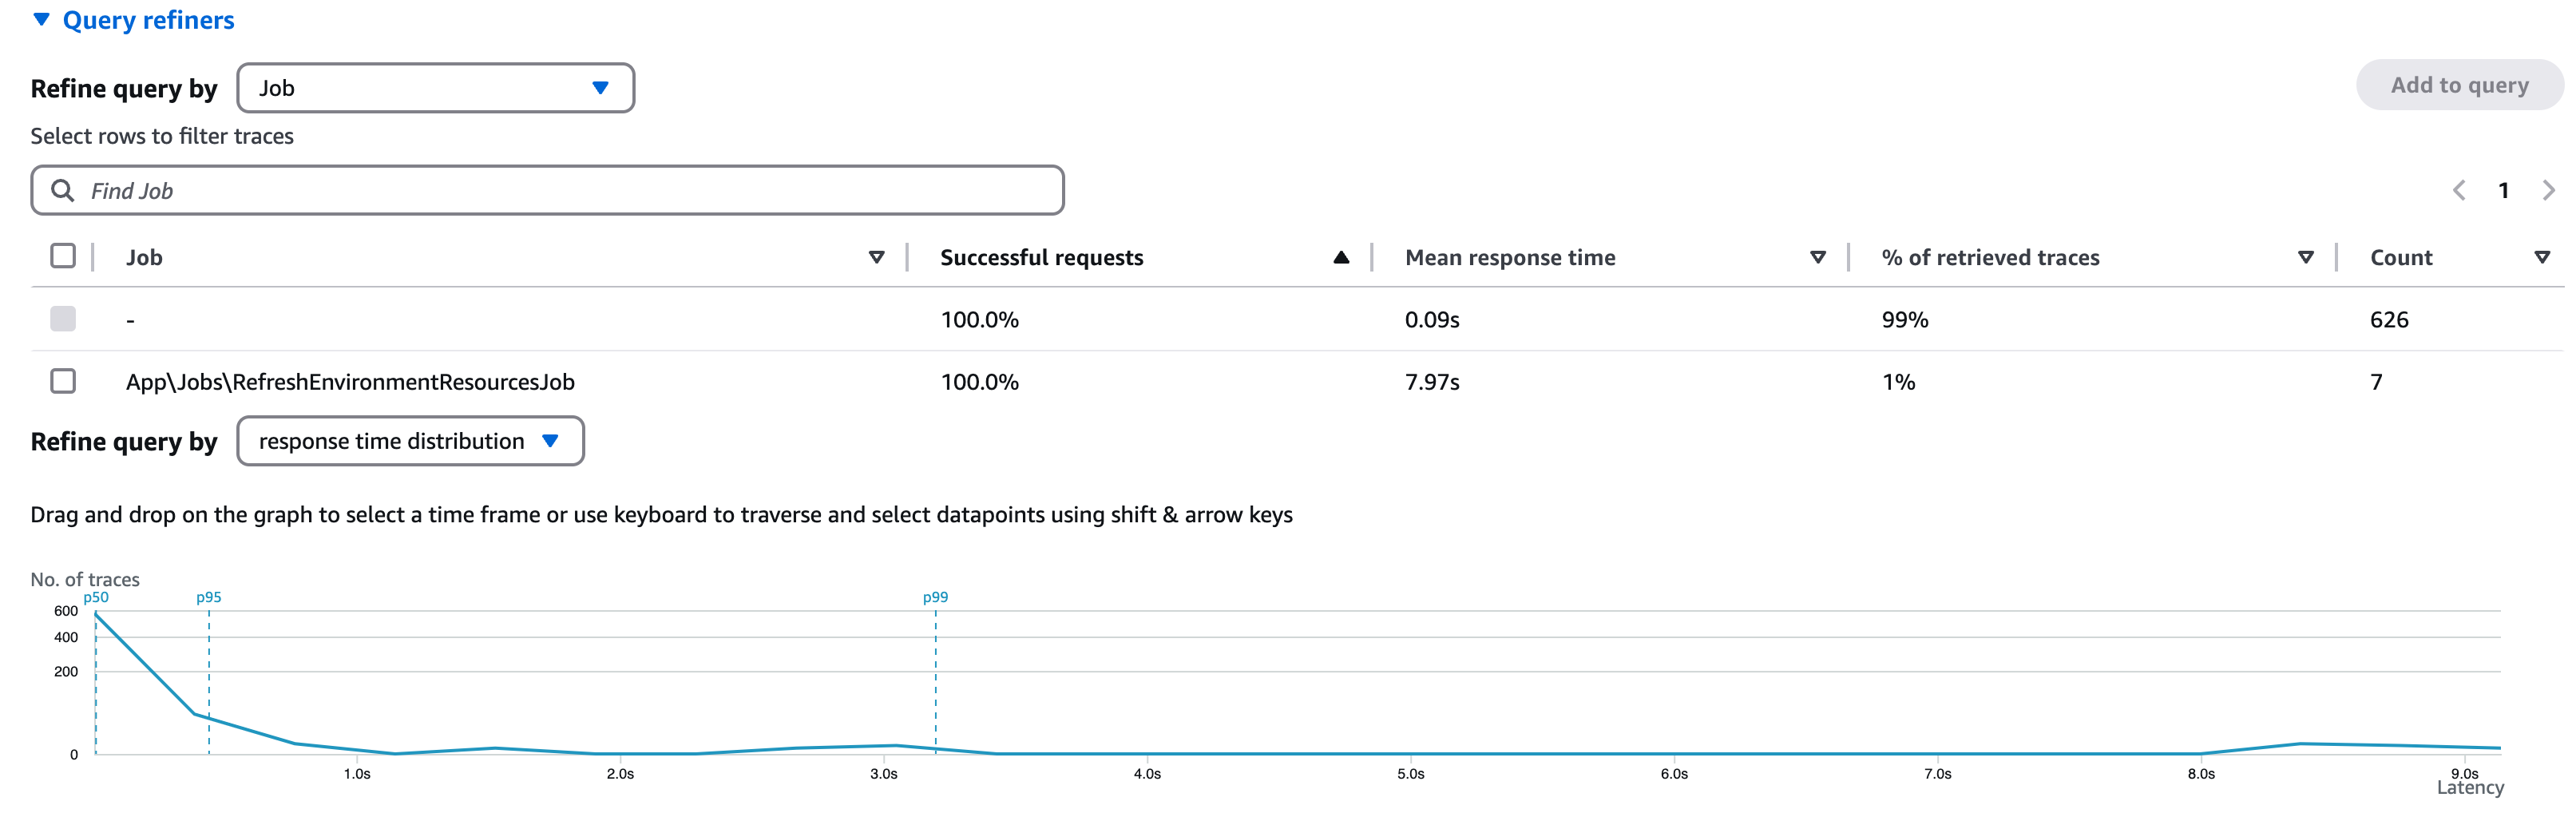 Query refiners
Refine query by Job Add to query
Select rows to filter traces
Find Job 1
Job Successful requests Mean response time % of retrieved traces Count
- 100.0% 0.09s 99% 626
App\Jobs\RefreshEnvironmentResourcesJob 100.0% 7.97s 1% 7
Refine query by response time distribution
Drag and drop on the graph to select a time frame or use keyboard to traverse and select datapoints using shift & arrow keys
No. of traces
p50 p95 p99
600
400
200
0
1.0s 2.0s 3.0s 4.0s 5.0s 6.0s 7.0s 8.0s 9.0s
Latency